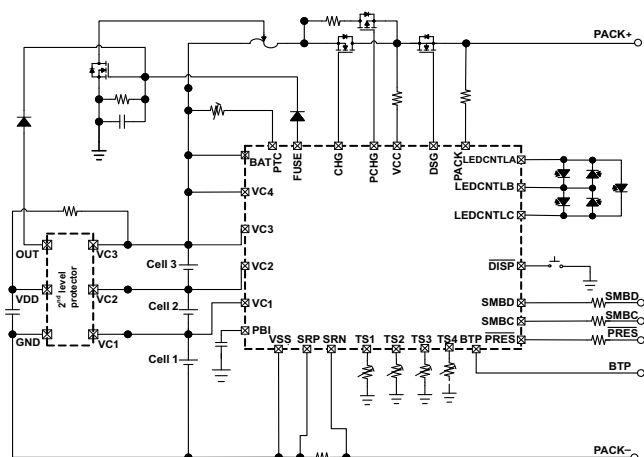 PACK+
BAT
PTC
FUSE
CHG
PCHG
VCC
DSG
PACK
LEDCNTLA
LEDCNTLB
LEDCNTLC
VC4
VC3
VC2
VC1
PBI
DISP
SMBD
SMBC
PRES
VSS
SRP
SRN
TS1
TS2
TS3
TS4
BTP
SMBD
SMBC
PRES
BTP
OUT
VDD
GND
2nd level
protector
VC3
VC2
VC1
Cell 3
Cell 2
Cell 1
PACK–